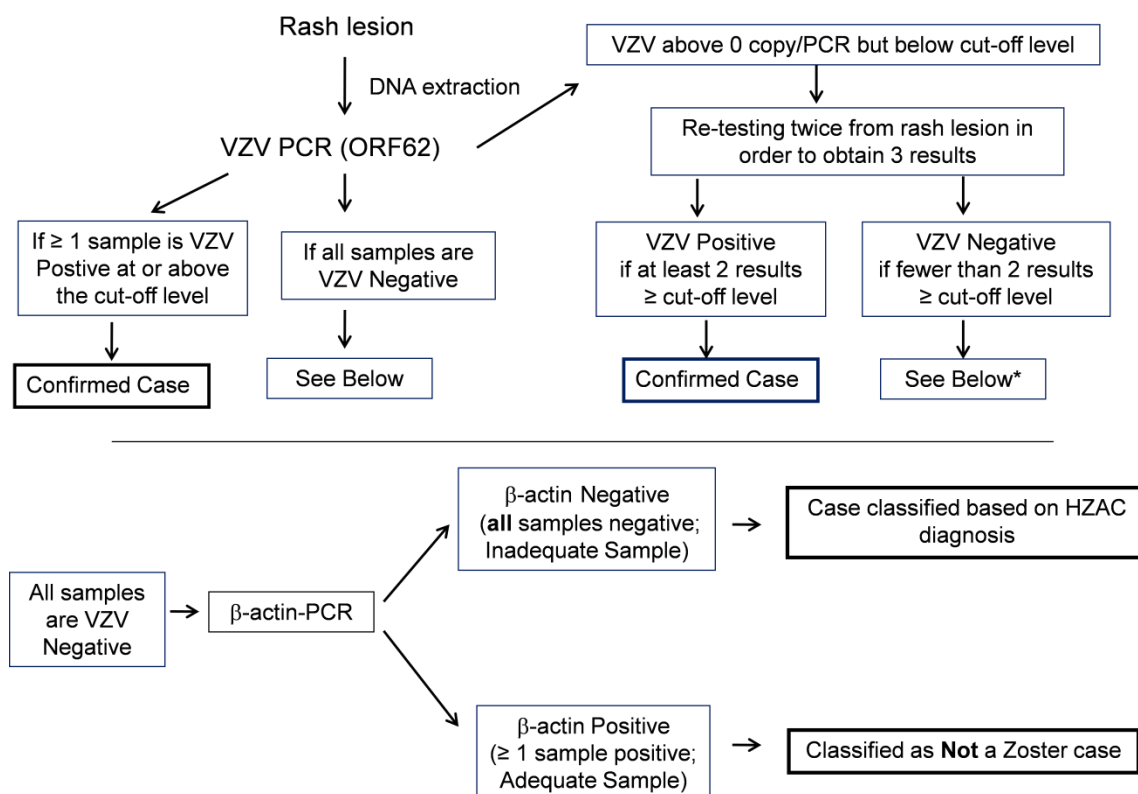 Rash lesion
DNA extraction
VZV PCR (ORF62)
VZV above 0 copy/PCR but below cut-off level
Re-testing twice from rash lesion in
order to obtain 3 results
If ≥ 1 sample is VZV
Postive at or above
the cut-off level
If all samples are
VZV Negative
VZV Positive
if at least 2 results
≥ cut-off level
VZV Negative
if fewer than 2 results
≥ cut-off level
Confirmed Case
See Below
Confirmed Case
See Below*
All samples
are VZV
Negative
β-actin-PCR
β-actin Negative
(all samples negative;
Inadequate Sample)
Case classified based on HZAC
diagnosis
β-actin Positive
(≥ 1 sample positive;
Adequate Sample)
Classified as Not a Zoster case